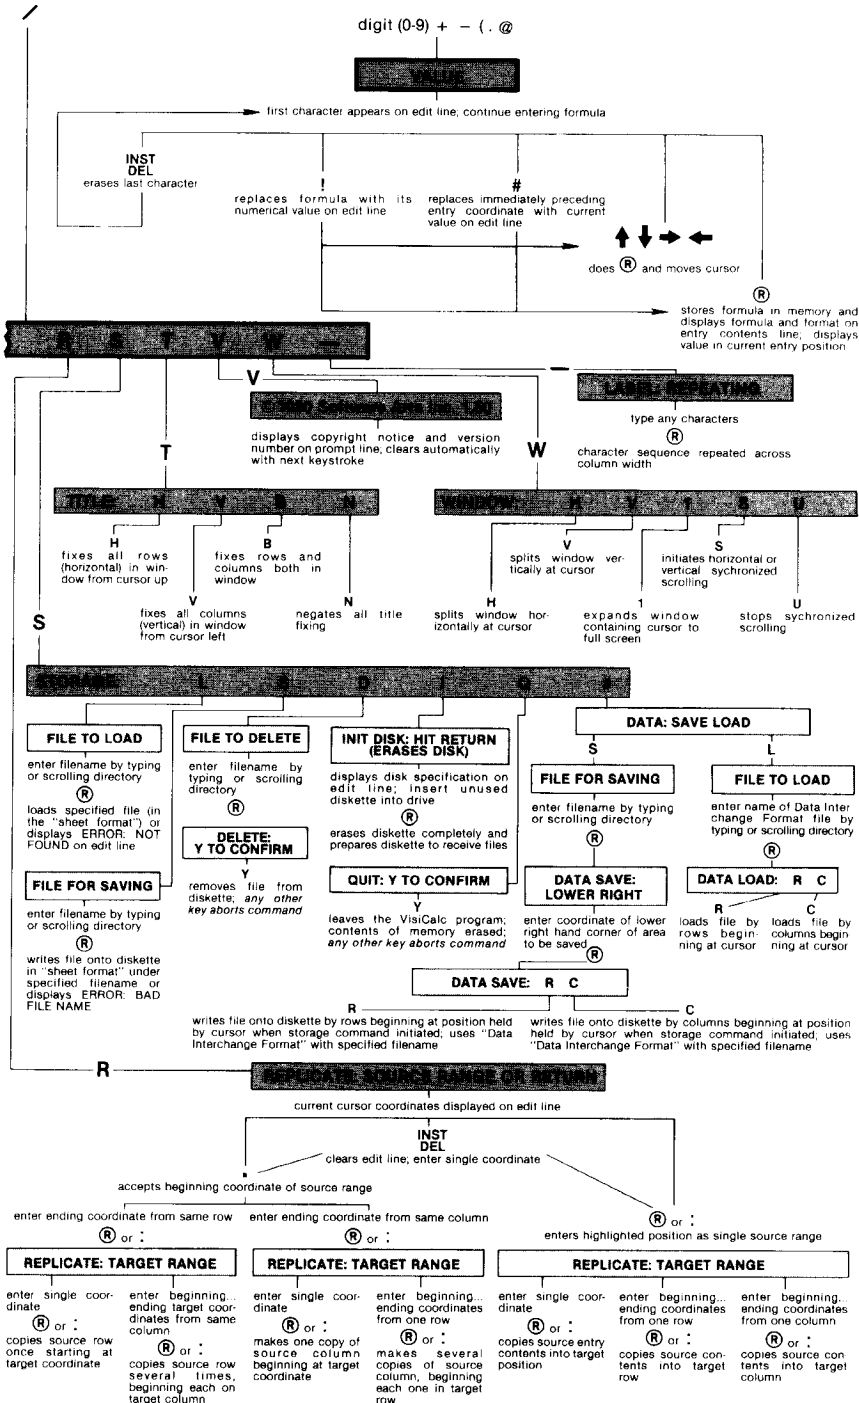 /
digit (0-9) + − ( . @
VALUE
first character appears on edit line; continue entering formula
INST
DEL
erases last character
!
replaces formula with its
numerical value on edit line
#
replaces immediately preceding
entry coordinate with current
value on edit line
does Ⓡ and moves cursor
Ⓡ
stores formula in memory and
displays formula and format on
entry contents line; displays
value in current entry position
R S T V W —
V
displays copyright notice and version
number on prompt line; clears automatically
with next keystroke
—
LABEL: REPEATING
type any characters
Ⓡ
character sequence repeated across
column width
T
W
TITLE: H V B N
H
fixes all rows
(horizontal) in win-
dow from cursor up
B
fixes rows and
columns both in
window
V
fixes all columns
(vertical) in window
from cursor left
N
negates all title
fixing
WINDOW: H V 1 S U
V
splits window ver-
tically at cursor
S
initiates horizontal or
vertical sychronized
scrolling
H
splits window hor-
izontally at cursor
1
expands window
containing cursor to
full screen
U
stops sychronized
scrolling
S
STORAGE: L S D I Q #
FILE TO LOAD
enter filename by typing
or scrolling directory
Ⓡ
loads specified file (in
the "sheet format") or
displays ERROR: NOT
FOUND on edit line
FILE FOR SAVING
enter filename by typing
or scrolling directory
Ⓡ
writes file onto diskette
in "sheet format" under
specified filename or
displays ERROR: BAD
FILE NAME
FILE TO DELETE
enter filename by
typing or scrolling
directory
Ⓡ
DELETE:
Y TO CONFIRM
Y
removes file from
diskette; any other
key aborts command
INIT DISK: HIT RETURN
(ERASES DISK)
displays disk specification on
edit line; insert unused
diskette into drive
Ⓡ
erases diskette completely and
prepares diskette to receive files
QUIT: Y TO CONFIRM
Y
leaves the VisiCalc program;
contents of memory erased;
any other key aborts command
DATA: SAVE LOAD
S
FILE FOR SAVING
enter filename by typing
or scrolling directory
Ⓡ
DATA SAVE:
LOWER RIGHT
enter coordinate of lower
right hand corner of area
to be saved
Ⓡ
L
FILE TO LOAD
enter name of Data Inter
change Format file by
typing or scrolling directory
Ⓡ
DATA LOAD: R C
R
loads file by
rows begin-
ning at cursor
C
loads file by
columns begin
ning at cursor
DATA SAVE: R C
R
writes file onto diskette by rows beginning at position held
by cursor when storage command initiated; uses "Data
Interchange Format" with specified filename
C
writes file onto diskette by columns beginning at position
held by cursor when storage command initiated; uses
"Data Interchange Format" with specified filename
R
REPLICATE: SOURCE RANGE OR RETURN
current cursor coordinates displayed on edit line
INST
DEL
clears edit line; enter single coordinate
.
accepts beginning coordinate of source range
enter ending coordinate from same row
Ⓡ or :
enter ending coordinate from same column
Ⓡ or :
Ⓡ or :
enters highlighted position as single source range
REPLICATE: TARGET RANGE
enter single coor-
dinate
Ⓡ or :
copies source row
once starting at
target coordinate
enter beginning...
ending target coor-
dinates from same
column
Ⓡ or :
copies source row
several times,
beginning each on
target column
REPLICATE: TARGET RANGE
enter single coor-
dinate
Ⓡ or :
makes one copy of
source column
beginning at target
coordinate
enter beginning...
ending coordinates
from one row
Ⓡ or :
makes several
copies of source
column, beginning
each one in target
row
REPLICATE: TARGET RANGE
enter single coor-
dinate
Ⓡ or :
copies source entry
contents into target
position
enter beginning...
ending coordinates
from one row
Ⓡ or :
copies source con-
tents into target
row
enter beginning...
ending coordinates
from one column
Ⓡ or :
copies source con-
tents into target
column